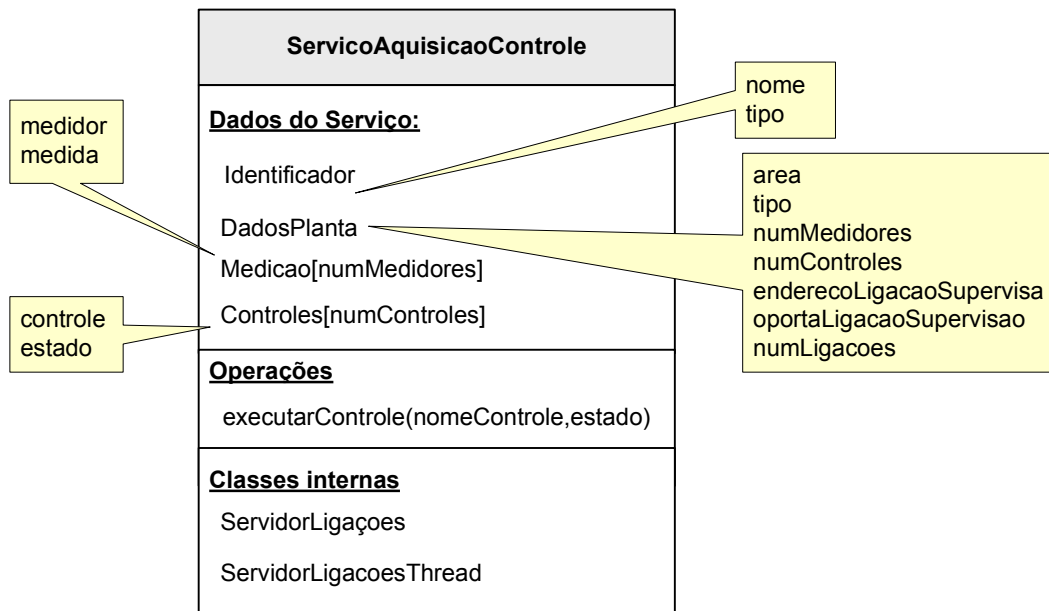 ServicoAquisicaoControle
Dados do Serviço:
Identificador
DadosPlanta
Medicao[numMedidores]
Controles[numControles]
Operações
executarControle(nomeControle,estado)
Classes internas
ServidorLigaçoes
ServidorLigacoesThread
medidor
medida
controle
estado
nome
tipo
area
tipo
numMedidores
numControles
enderecoLigacaoSupervisa
oportaLigacaoSupervisao
numLigacoes